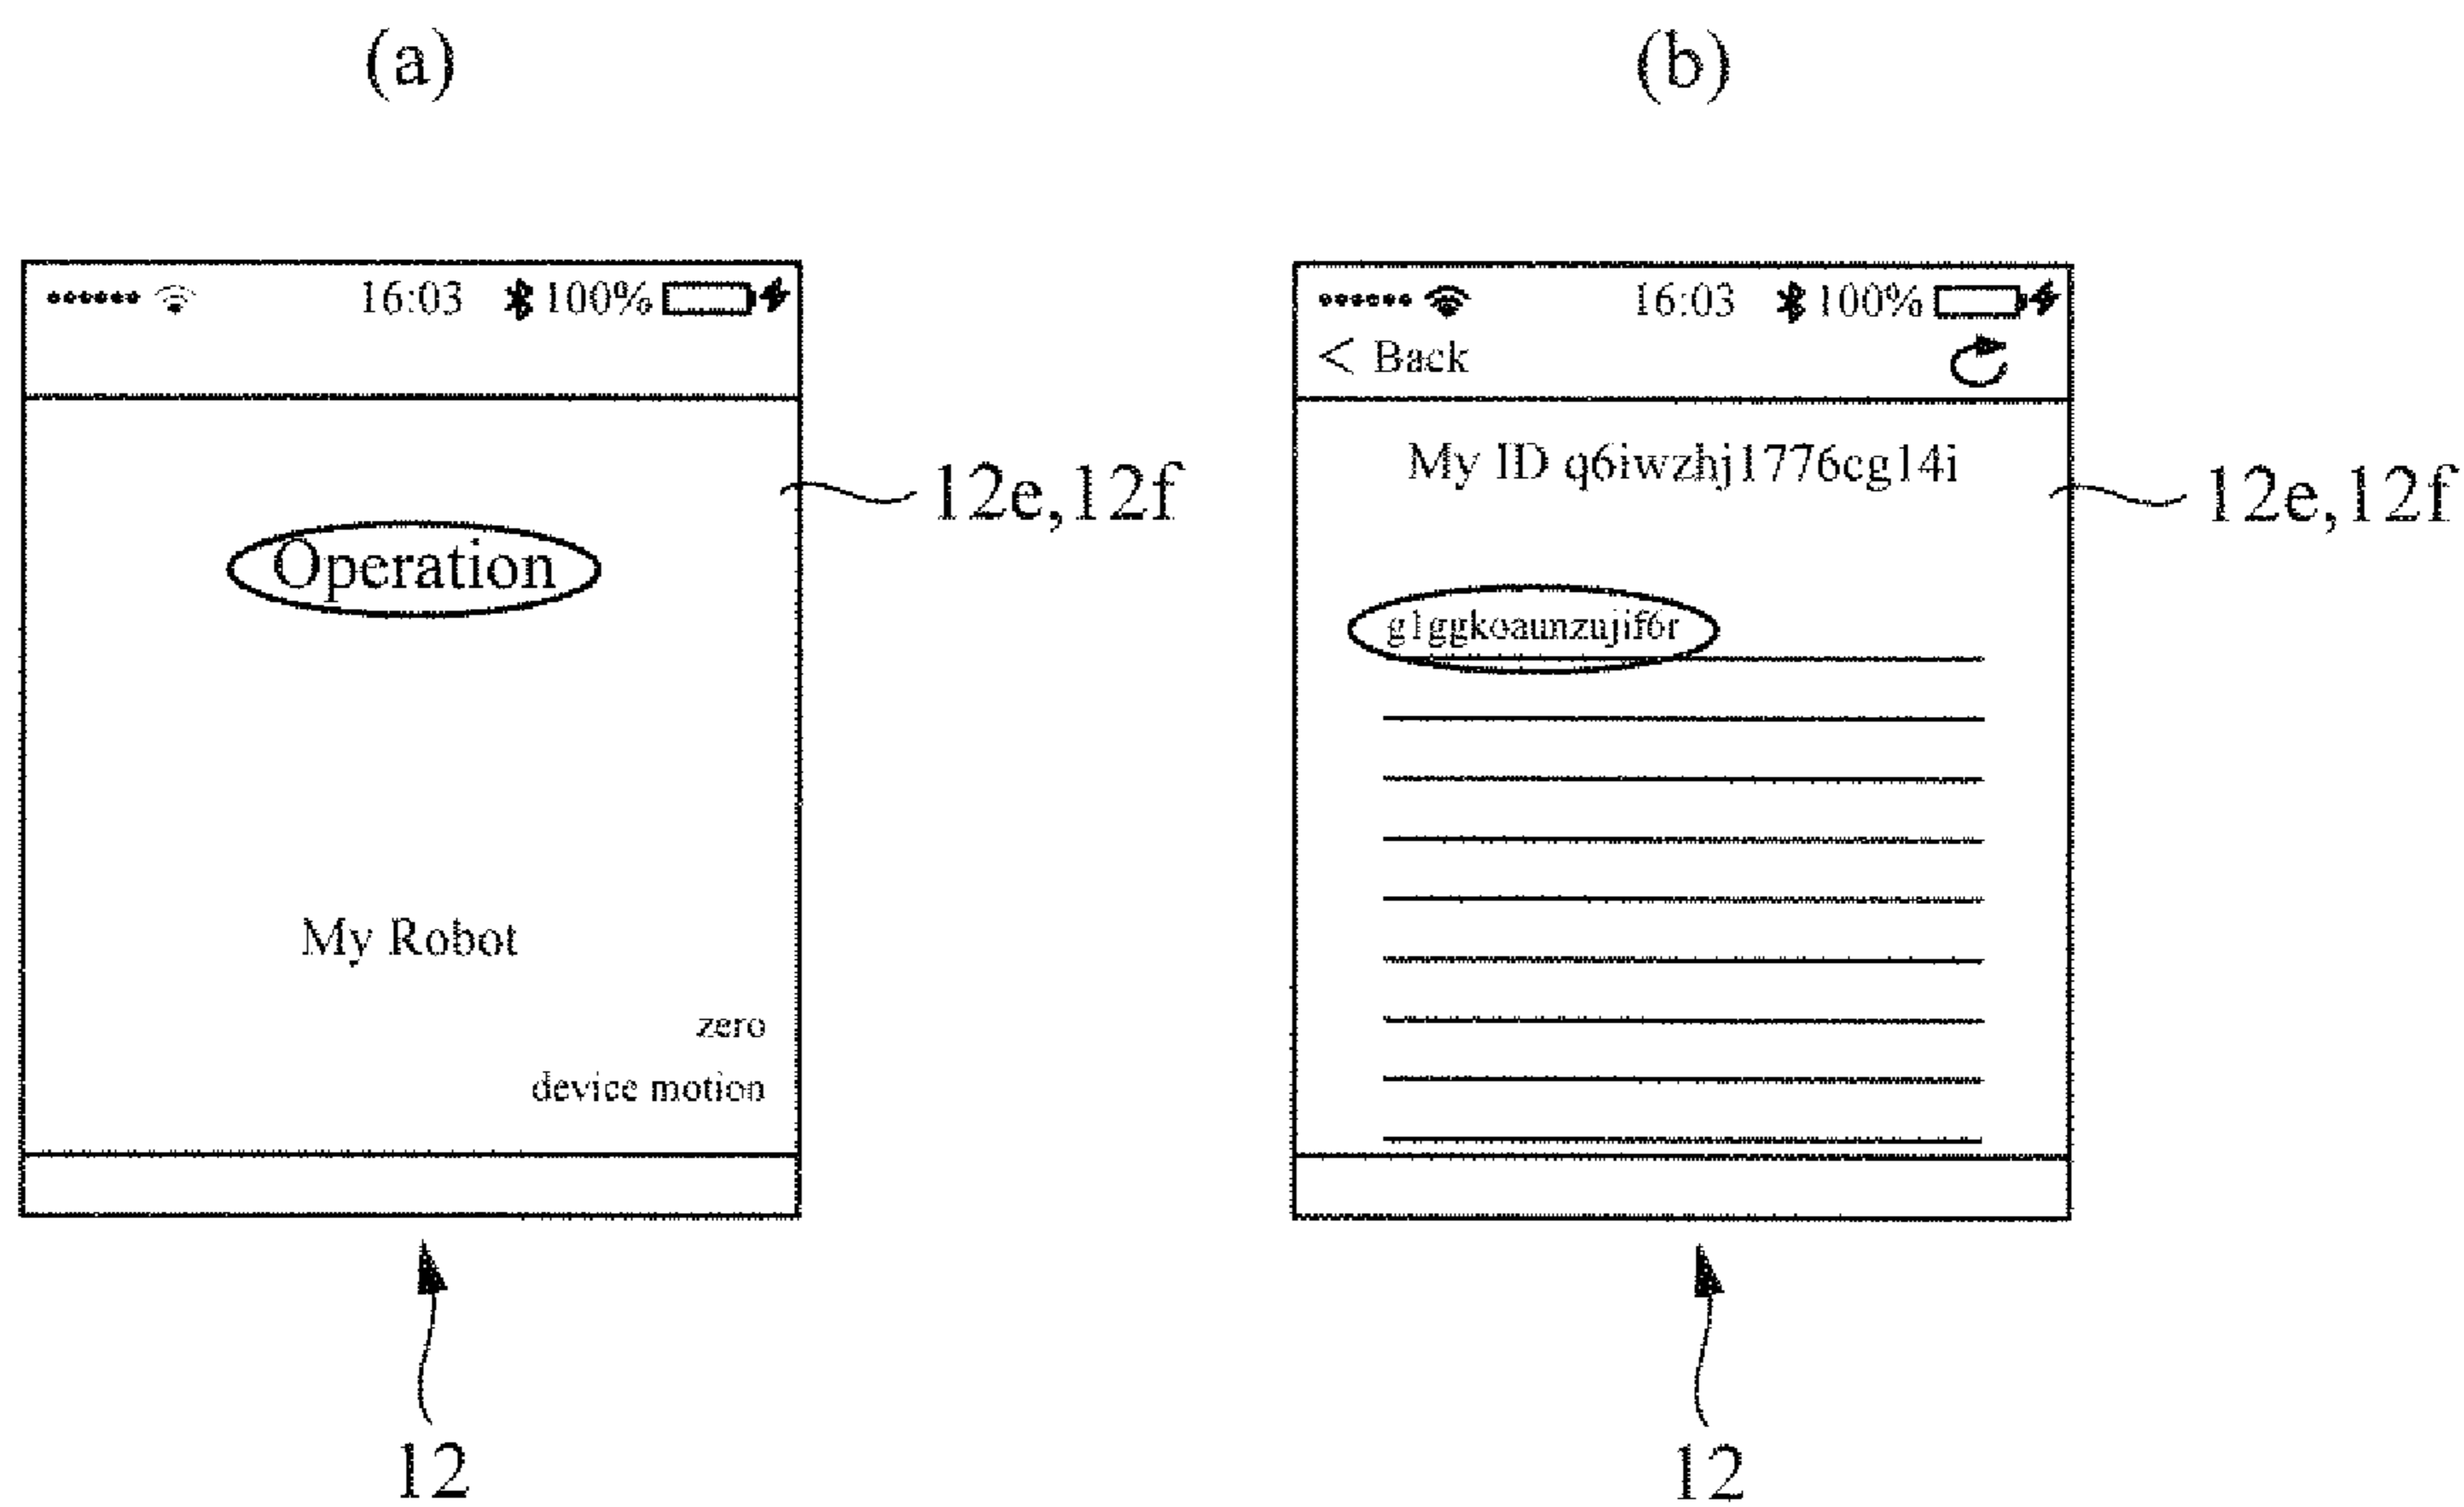 (a)
16:03 100%
Operation
My Robot
zero
device motion
12e,12f
12
(b)
16:03 100%
< Back
My ID q6iwzhj1776cg14i
g1ggkoaunzujif6r
12e,12f
12